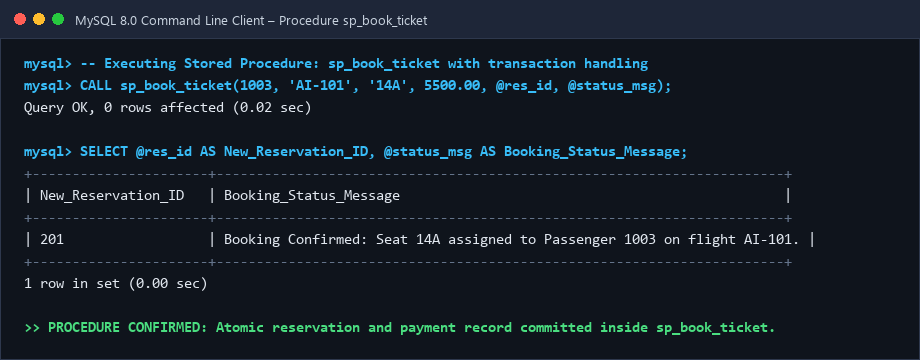 MySQL 8.0 Command Line Client – Procedure sp_book_ticket
mysql> -- Executing Stored Procedure: sp_book_ticket with transaction handling
mysql> CALL sp_book_ticket(1003, 'AI-101', '14A', 5500.00, @res_id, @status_msg);
Query OK, 0 rows affected (0.02 sec)
mysql> SELECT @res_id AS New_Reservation_ID, @status_msg AS Booking_Status_Message;
+----------------------+-----------------------------------------------------------------------+
| New_Reservation_ID   | Booking_Status_Message                                                |
+----------------------+-----------------------------------------------------------------------+
| 201                  | Booking Confirmed: Seat 14A assigned to Passenger 1003 on flight AI-101. |
+----------------------+-----------------------------------------------------------------------+
1 row in set (0.00 sec)
>> PROCEDURE CONFIRMED: Atomic reservation and payment record committed inside sp_book_ticket.